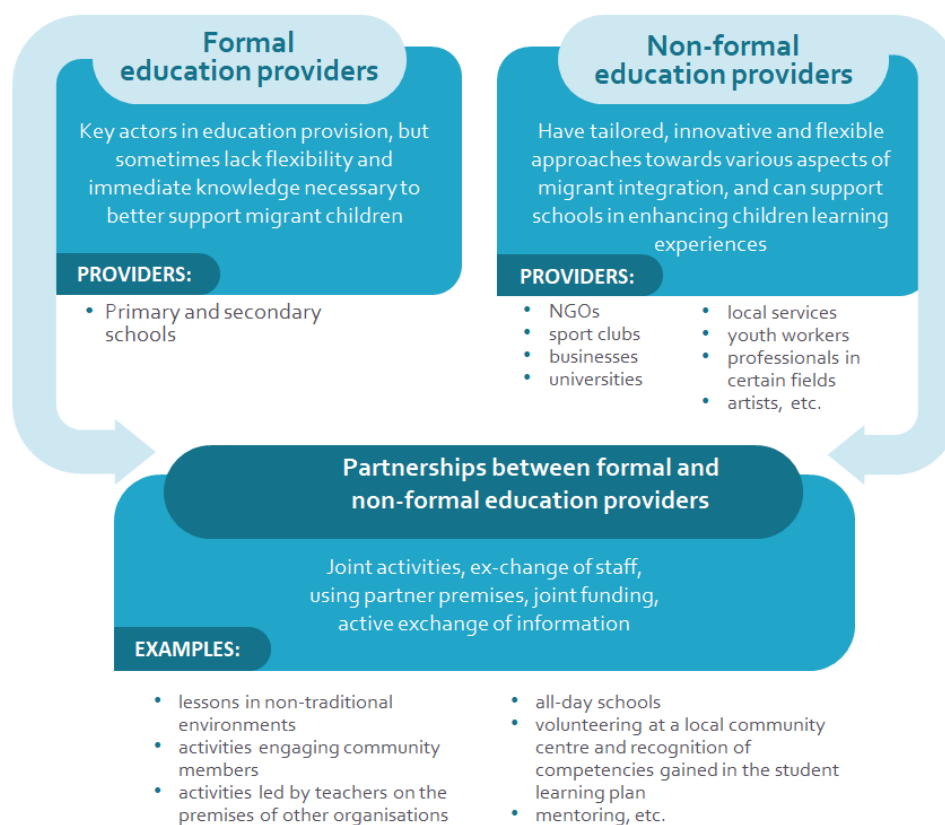 Formal
education providers
Key actors in education provision, but
sometimes lack flexibility and
immediate knowledge necessary to
better support migrant children
PROVIDERS:
• Primary and secondary
schools
Non-formal
education providers
Have tailored, innovative and flexible
approaches towards various aspects of
migrant integration, and can support
schools in enhancing children learning
experiences
PROVIDERS:
• NGOs
• sport clubs
• businesses
• universities
• local services
• youth workers
• professionals in
certain fields
• artists, etc.
Partnerships between formal and
non-formal education providers
Joint activities, ex-change of staff,
using partner premises, joint funding,
active exchange of information
EXAMPLES:
• lessons in non-traditional
environments
• activities engaging community
members
• activities led by teachers on the
premises of other organisations
• all-day schools
• volunteering at a local community
centre and recognition of
competencies gained in the student
learning plan
• mentoring, etc.